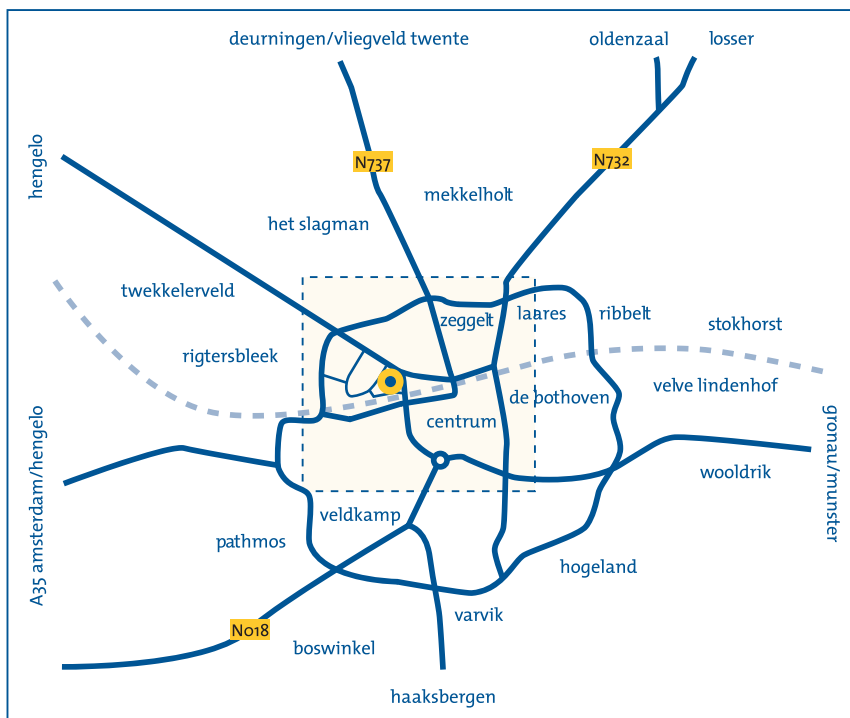 deurningen/vliegveld twente
oldenzaal
losser
hengelo
N737
N732
mekkelholt
het slagman
twekkelerveld
zeggelt
laares
ribbelt
stokhorst
rigtersbleek
velve lindenhof
de bothoven
centrum
A35 amsterdam/hengelo
gronau/munster
wooldrik
veldkamp
pathmos
hogeland
varvik
N018
boswinkel
haaksbergen